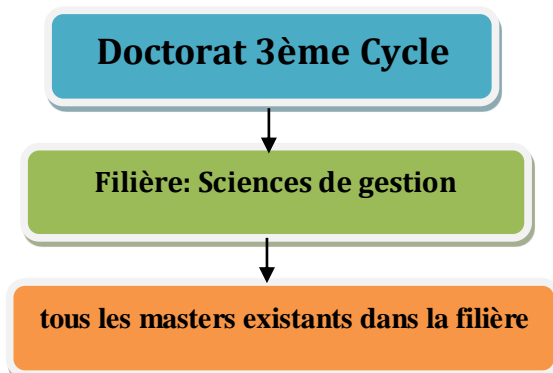 Doctorat 3ème Cycle
Filière: Sciences de gestion
tous les masters existants dans la filière